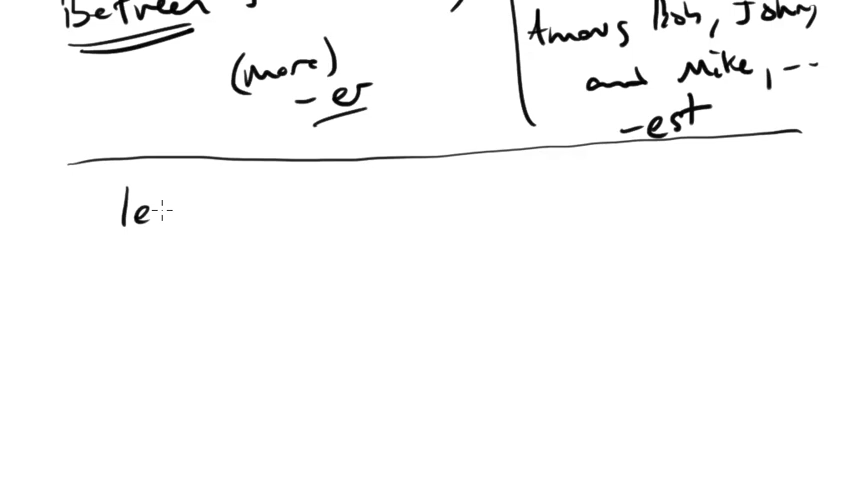 Between
Among Bob, John,
(more)
and Mike, --
-er
-est
le